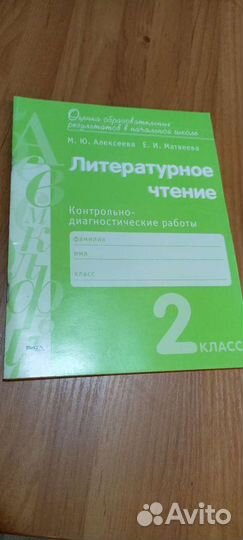 Оценка образовательных
результатов в начальной школе
М. Ю. Алексеева Е. И. Матвеева
Литературное
чтение
Контрольно-
диагностические работы
фамилия
имя
класс
2 КЛАСС
Avito